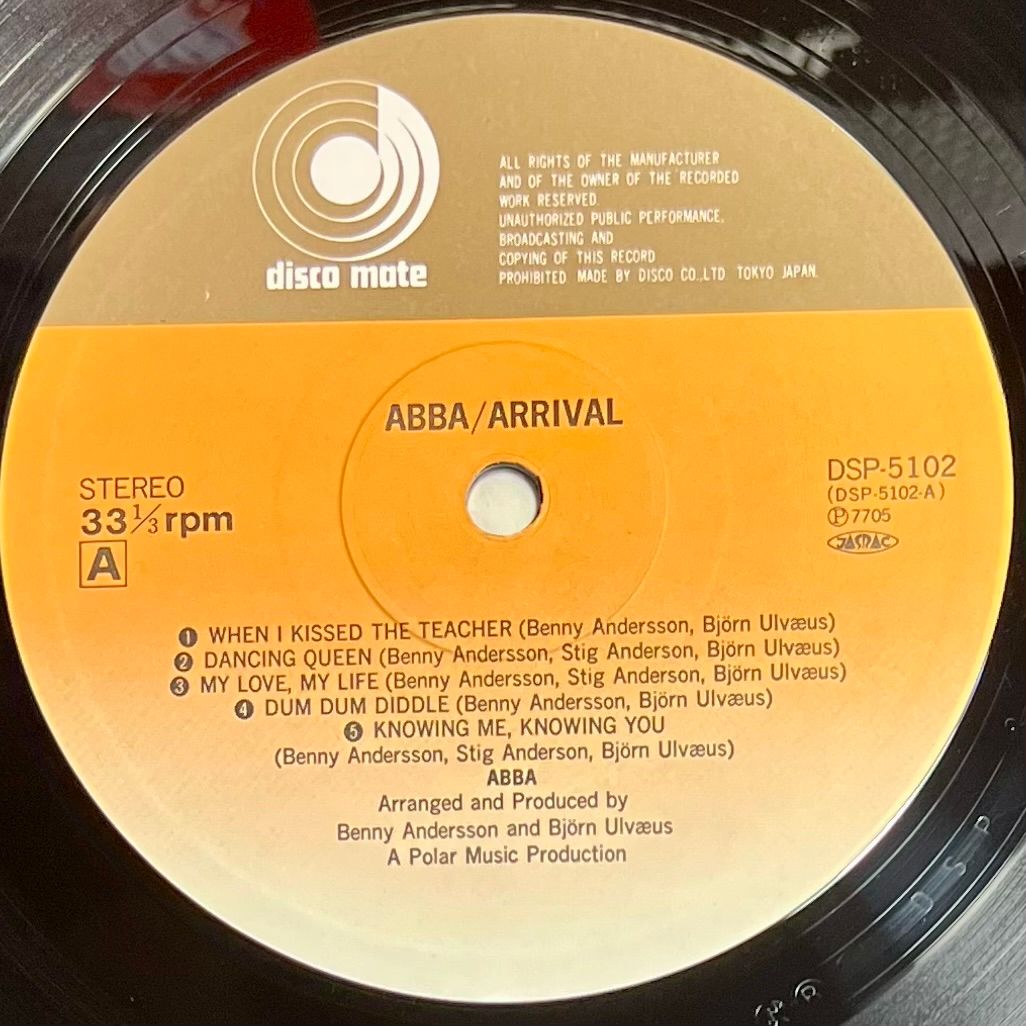 disco mate
ALL RIGHTS OF THE MANUFACTURER
AND OF THE OWNER OF THE RECORDED
WORK RESERVED.
UNAUTHORIZED PUBLIC PERFORMANCE,
BROADCASTING AND
COPYING OF THIS RECORD
PROHIBITED. MADE BY DISCO CO.,LTD. TOKYO JAPAN.
ABBA/ARRIVAL
STEREO
33⅓rpm
A
DSP-5102
(DSP-5102-A)
Ⓟ7705
JASRAC
❶ WHEN I KISSED THE TEACHER (Benny Andersson, Björn Ulvæus)
❷ DANCING QUEEN (Benny Andersson, Stig Anderson, Björn Ulvæus)
❸ MY LOVE, MY LIFE (Benny Andersson, Stig Anderson, Björn Ulvæus)
❹ DUM DUM DIDDLE (Benny Andersson, Björn Ulvæus)
❺ KNOWING ME, KNOWING YOU
(Benny Andersson, Stig Anderson, Björn Ulvæus)
ABBA
Arranged and Produced by
Benny Andersson and Björn Ulvæus
A Polar Music Production
DSP